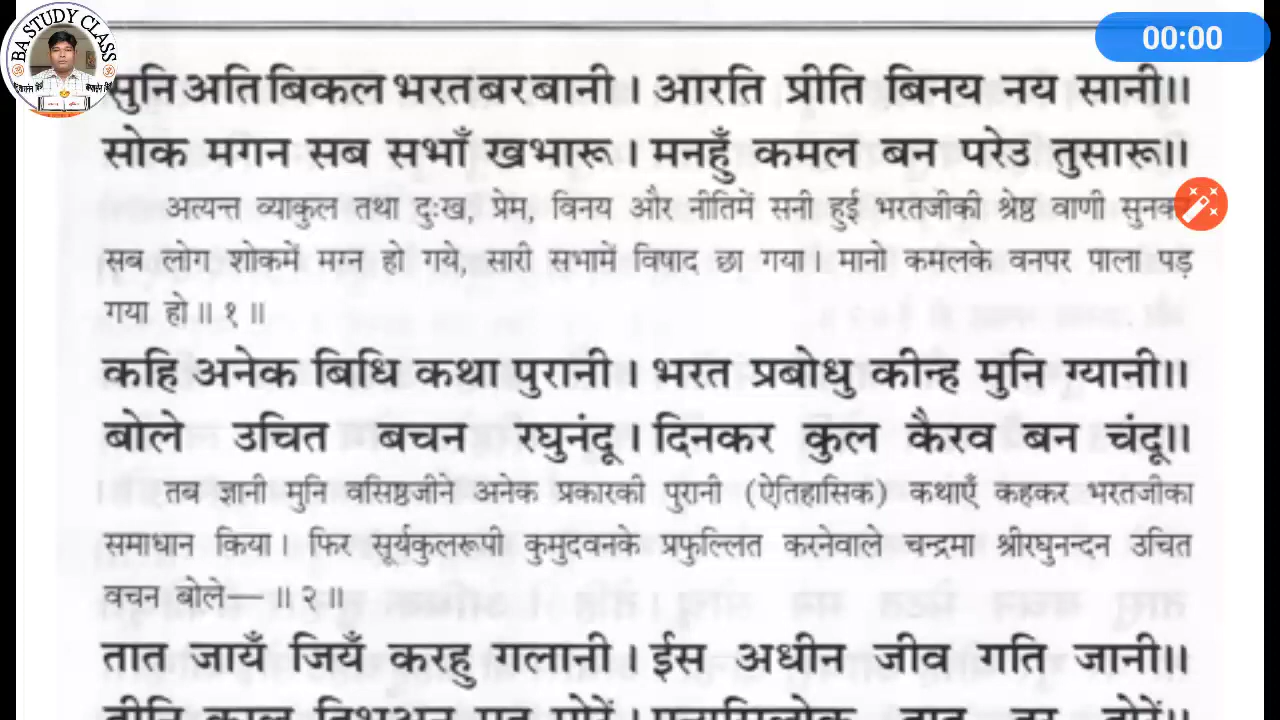 BA STUDY CLASS
00:00
सुनि अति बिकल भरत बर बानी। आरति प्रीति बिनय नय सानी॥
सोक मगन सब सभाँ खभारू। मनहुँ कमल बन परेउ तुसारू॥
अत्यन्त व्याकुल तथा दुःख, प्रेम, विनय और नीतिमें सनी हुई भरतजीकी श्रेष्ठ वाणी सुनकर
सब लोग शोकमें मग्न हो गये, सारी सभामें विषाद छा गया। मानो कमलके वनपर पाला पड़
गया हो॥१॥
कहि अनेक बिधि कथा पुरानी। भरत प्रबोधु कीन्ह मुनि ग्यानी॥
बोले उचित बचन रघुनंदू। दिनकर कुल कैरव बन चंदू॥
तब ज्ञानी मुनि वसिष्ठजीने अनेक प्रकारकी पुरानी (ऐतिहासिक) कथाएँ कहकर भरतजीका
समाधान किया। फिर सूर्यकुलरूपी कुमुदवनके प्रफुल्लित करनेवाले चन्द्रमा श्रीरघुनन्दन उचित
वचन बोले— ॥२॥
तात जायँ जियँ करहु गलानी। ईस अधीन जीव गति जानी॥